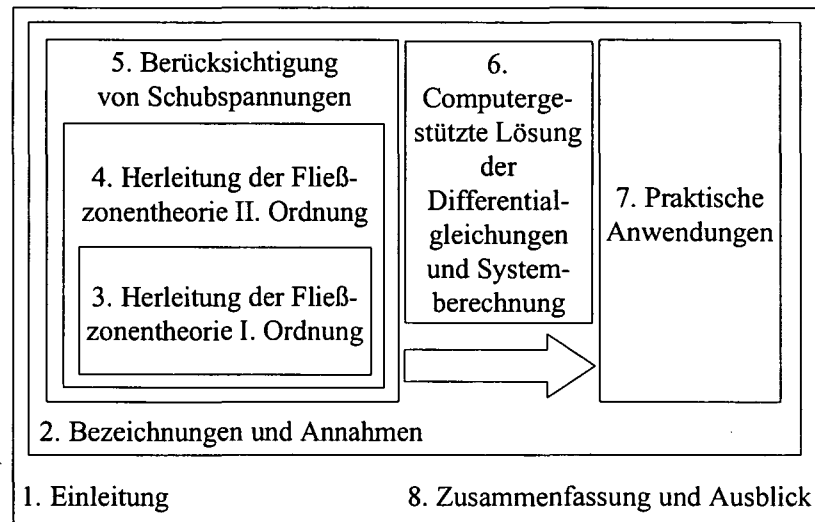 5. Berücksichtigung
von Schubspannungen
4. Herleitung der Fließ-
zonentheorie II. Ordnung
3. Herleitung der Fließ-
zonentheorie I. Ordnung
6.
Computerge-
stützte Lösung
der
Differential-
gleichungen
und System-
berechnung
7. Praktische
Anwendungen
2. Bezeichnungen und Annahmen
1. Einleitung
8. Zusammenfassung und Ausblick